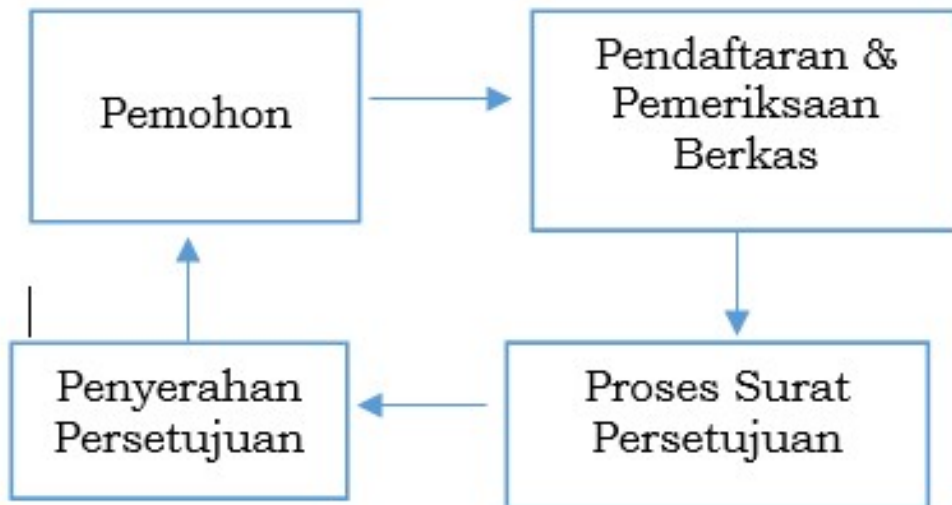 Pemohon
Pendaftaran &
Pemeriksaan
Berkas
Penyerahan
Persetujuan
Proses Surat
Persetujuan